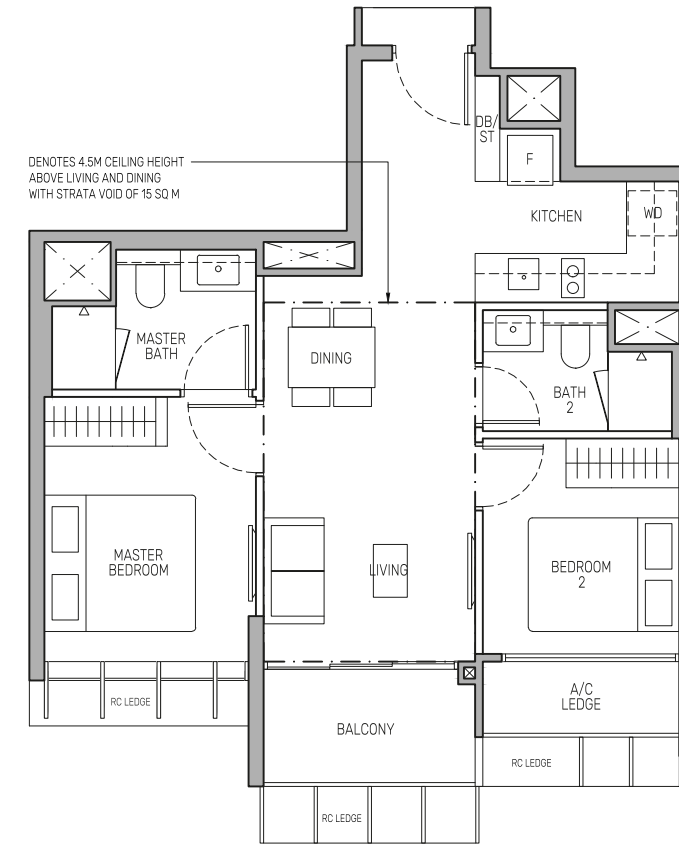 DB/
ST
F
DENOTES 4.5M CEILING HEIGHT
ABOVE LIVING AND DINING
WITH STRATA VOID OF 15 SQ M
KITCHEN
WD
MASTER
BATH
DINING
BATH
2
MASTER
BEDROOM
LIVING
BEDROOM
2
RC LEDGE
A/C
LEDGE
BALCONY
RC LEDGE
RC LEDGE